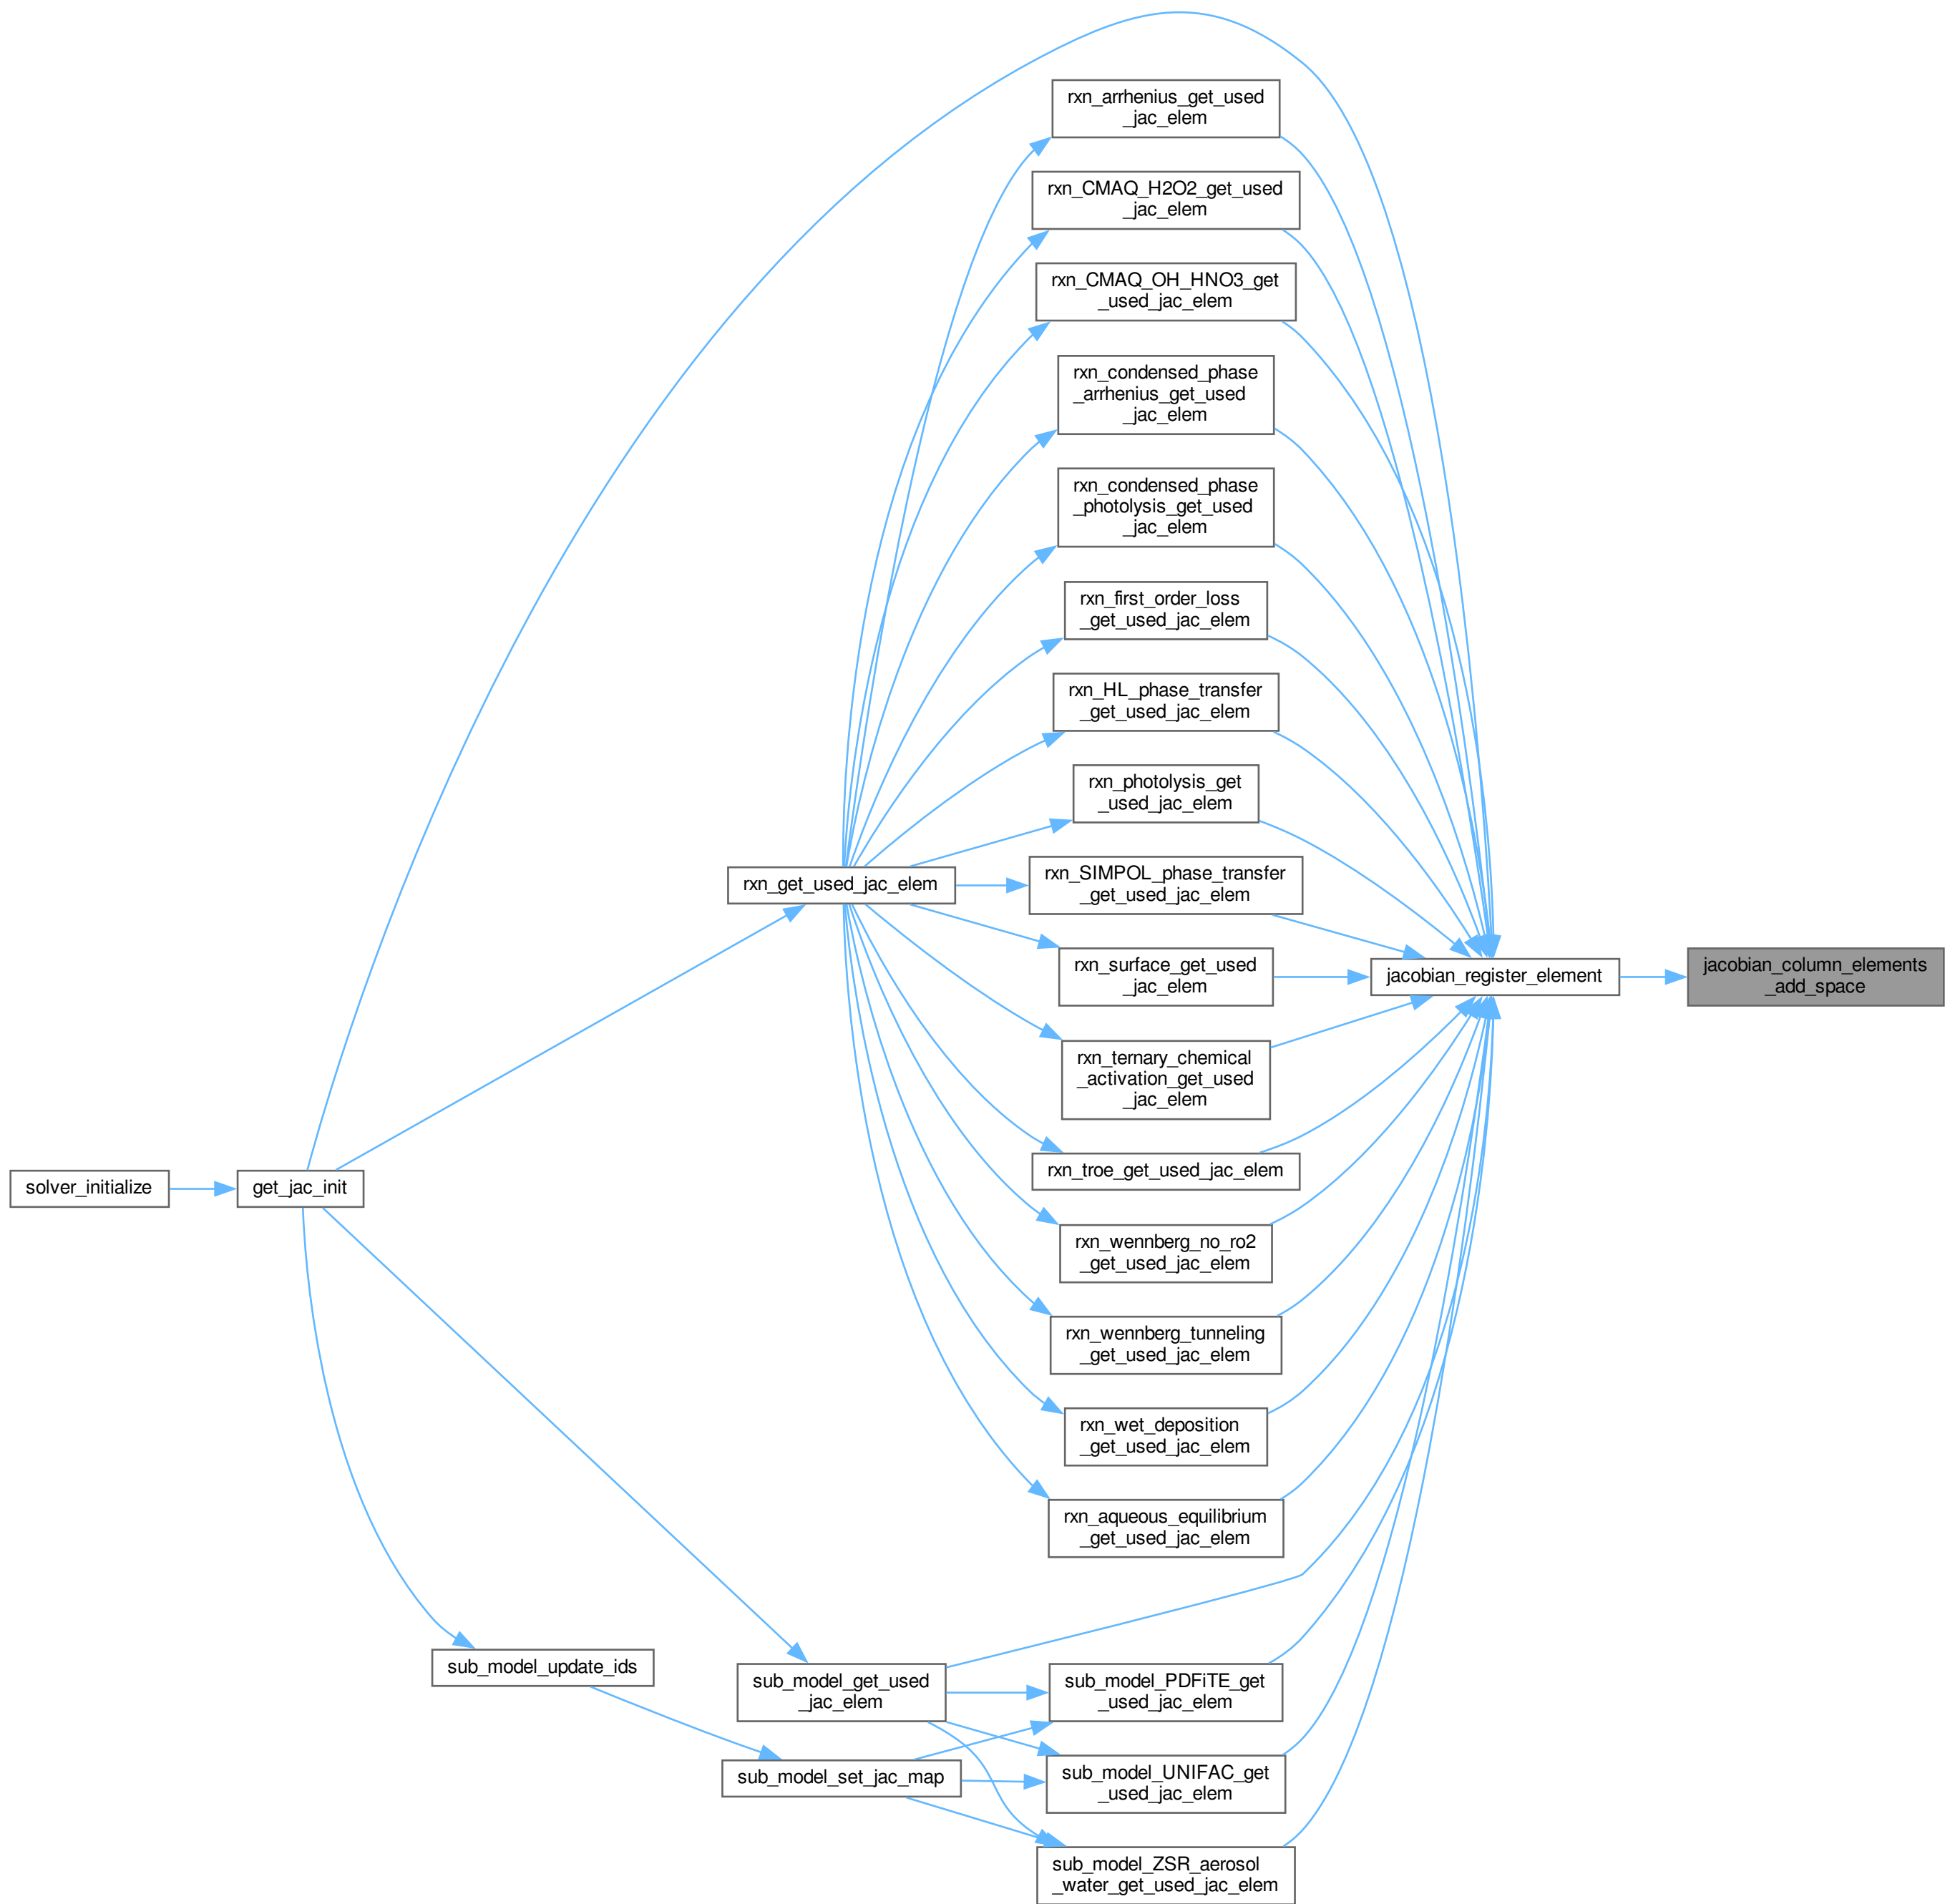 rxn_arrhenius_get_used
_jac_elem
rxn_CMAQ_H2O2_get_used
_jac_elem
rxn_CMAQ_OH_HNO3_get
_used_jac_elem
rxn_condensed_phase
_arrhenius_get_used
_jac_elem
rxn_condensed_phase
_photolysis_get_used
_jac_elem
rxn_first_order_loss
_get_used_jac_elem
rxn_HL_phase_transfer
_get_used_jac_elem
rxn_photolysis_get
_used_jac_elem
rxn_get_used_jac_elem
rxn_SIMPOL_phase_transfer
_get_used_jac_elem
rxn_surface_get_used
_jac_elem
jacobian_register_element
jacobian_column_elements
_add_space
rxn_ternary_chemical
_activation_get_used
_jac_elem
rxn_troe_get_used_jac_elem
solver_initialize
get_jac_init
rxn_wennberg_no_ro2
_get_used_jac_elem
rxn_wennberg_tunneling
_get_used_jac_elem
rxn_wet_deposition
_get_used_jac_elem
rxn_aqueous_equilibrium
_get_used_jac_elem
sub_model_update_ids
sub_model_get_used
_jac_elem
sub_model_PDFiTE_get
_used_jac_elem
sub_model_set_jac_map
sub_model_UNIFAC_get
_used_jac_elem
sub_model_ZSR_aerosol
_water_get_used_jac_elem